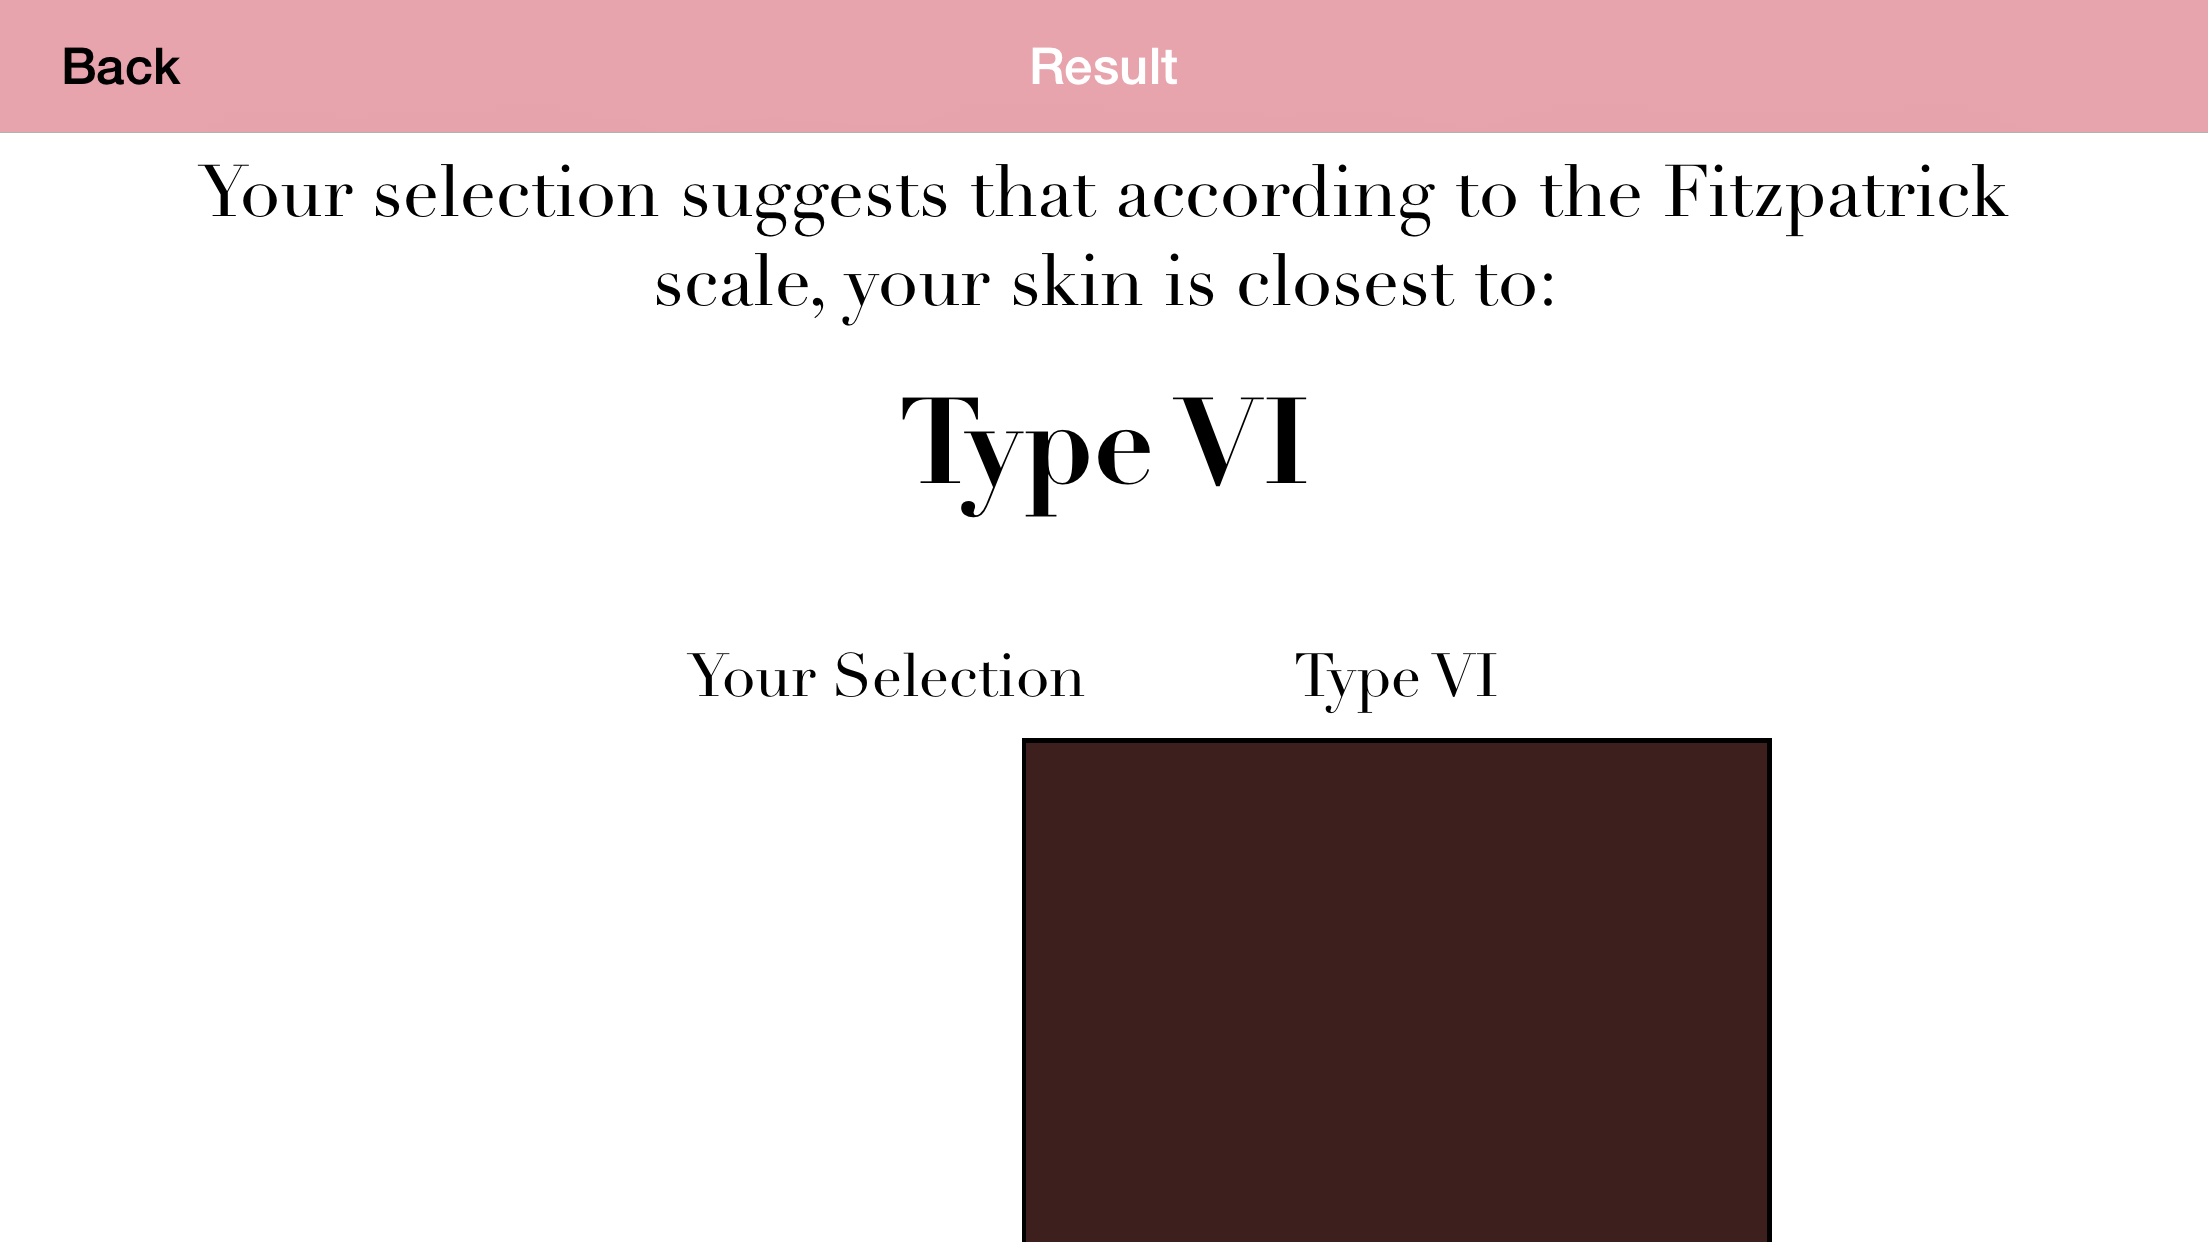 Back
Result
Your selection suggests that according to the Fitzpatrick
scale, your skin is closest to:
Type VI
Your Selection
Type VI